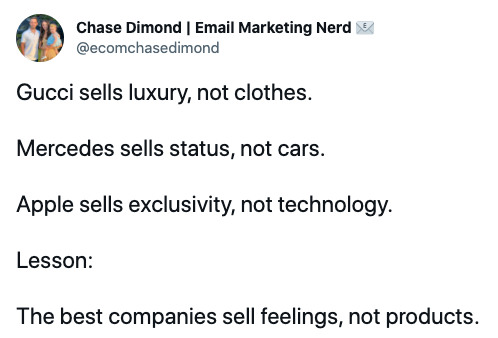 Chase Dimond | Email Marketing Nerd 📧
@ecomchasedimond
Gucci sells luxury, not clothes.
Mercedes sells status, not cars.
Apple sells exclusivity, not technology.
Lesson:
The best companies sell feelings, not products.